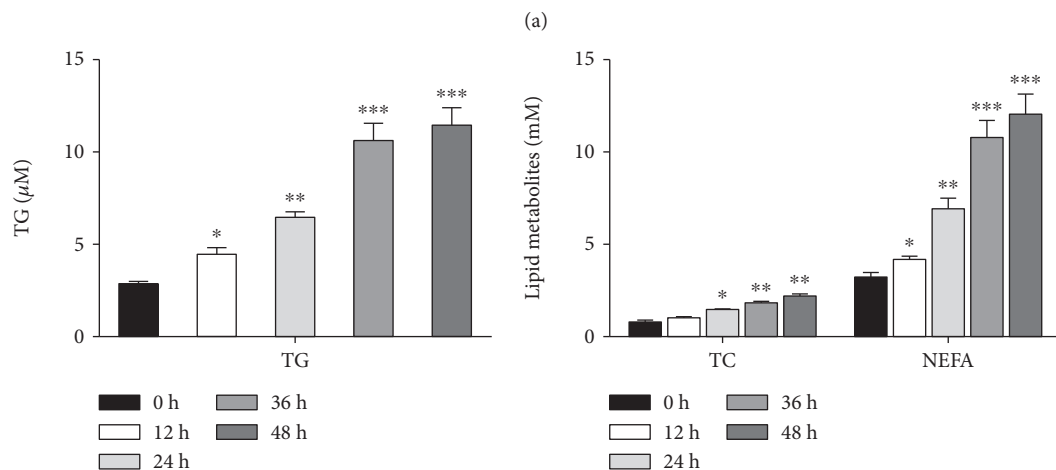 (a)
15
10
5
0
TG (μM)
*
**
***
***
TG
0 h
12 h
24 h
36 h
48 h
15
10
5
0
Lipid metabolites (mM)
*
**
**
*
**
***
***
TC
NEFA
0 h
12 h
24 h
36 h
48 h